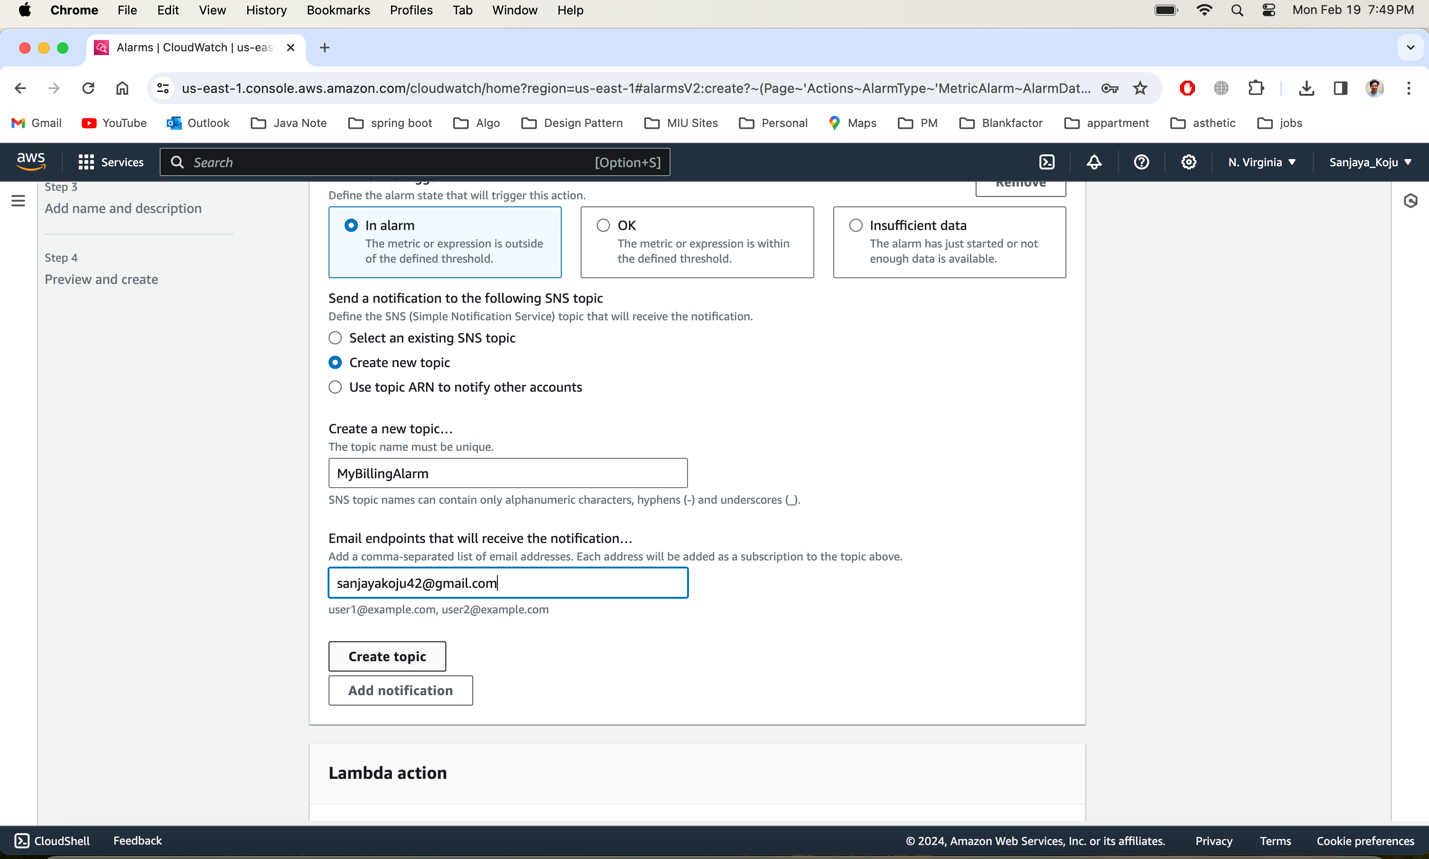 Chrome File Edit View History Bookmarks Profiles Tab Window Help Mon Feb 19 7:49 PM
Alarms | CloudWatch | us-eas
us-east-1.console.aws.amazon.com/cloudwatch/home?region=us-east-1#alarmsV2:create?~(Page~'Actions~AlarmType~'MetricAlarm~AlarmDat...
Gmail YouTube Outlook Java Note spring boot Algo Design Pattern MIU Sites Personal Maps PM Blankfactor appartment asthetic jobs
aws Services Search [Option+S] N. Virginia Sanjaya_Koju
Step 3
Add name and description
Step 4
Preview and create
Remove
Define the alarm state that will trigger this action.
In alarm
The metric or expression is outside
of the defined threshold.
OK
The metric or expression is within
the defined threshold.
Insufficient data
The alarm has just started or not
enough data is available.
Send a notification to the following SNS topic
Define the SNS (Simple Notification Service) topic that will receive the notification.
Select an existing SNS topic
Create new topic
Use topic ARN to notify other accounts
Create a new topic...
The topic name must be unique.
MyBillingAlarm
SNS topic names can contain only alphanumeric characters, hyphens (-) and underscores (_).
Email endpoints that will receive the notification...
Add a comma-separated list of email addresses. Each address will be added as a subscription to the topic above.
sanjayakoju42@gmail.com
user1@example.com, user2@example.com
Create topic
Add notification
Lambda action
CloudShell Feedback © 2024, Amazon Web Services, Inc. or its affiliates. Privacy Terms Cookie preferences